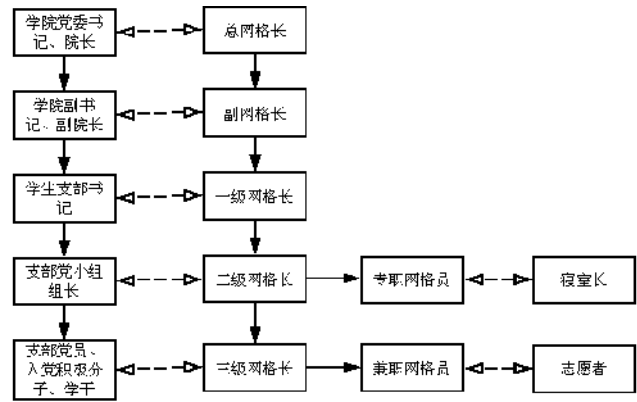 学院党委书
记、院长
总网格长
学院副书
记、副院长
副网格长
学生支部书
记
一级网格长
支部党小组
组长
二级网格长
专职网格员
寝室长
支部党员、
入党积极分
子、学干
三级网格长
兼职网格员
志愿者